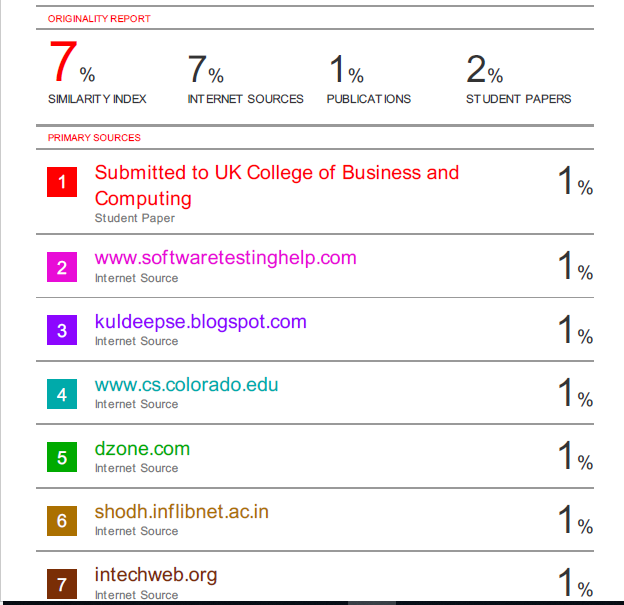 ORIGINALITY REPORT
7%
7%
1%
2%
SIMILARITY INDEX
INTERNET SOURCES
PUBLICATIONS
STUDENT PAPERS
PRIMARY SOURCES
1
Submitted to UK College of Business and
Computing
Student Paper
1%
2
www.softwaretestinghelp.com
Internet Source
1%
3
kuldeepse.blogspot.com
Internet Source
1%
4
www.cs.colorado.edu
Internet Source
1%
5
dzone.com
Internet Source
1%
6
shodh.inflibnet.ac.in
Internet Source
1%
7
intechweb.org
Internet Source
1%